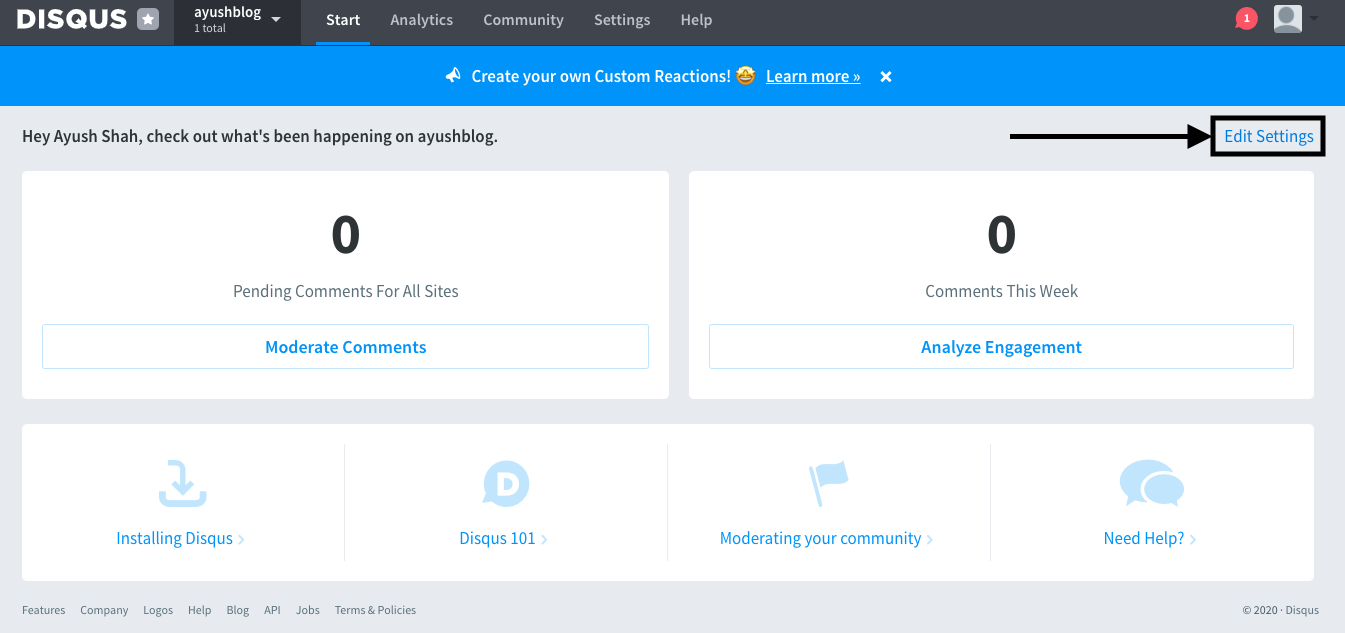 DISQUS
ayushblog
1 total
Start Analytics Community Settings Help
1
Create your own Custom Reactions! 🤩 Learn more »
Hey Ayush Shah, check out what's been happening on ayushblog.
Edit Settings
0
Pending Comments For All Sites
Moderate Comments
0
Comments This Week
Analyze Engagement
Installing Disqus
D
Disqus 101
Moderating your community
Need Help?
Features Company Logos Help Blog API Jobs Terms & Policies
© 2020 · Disqus